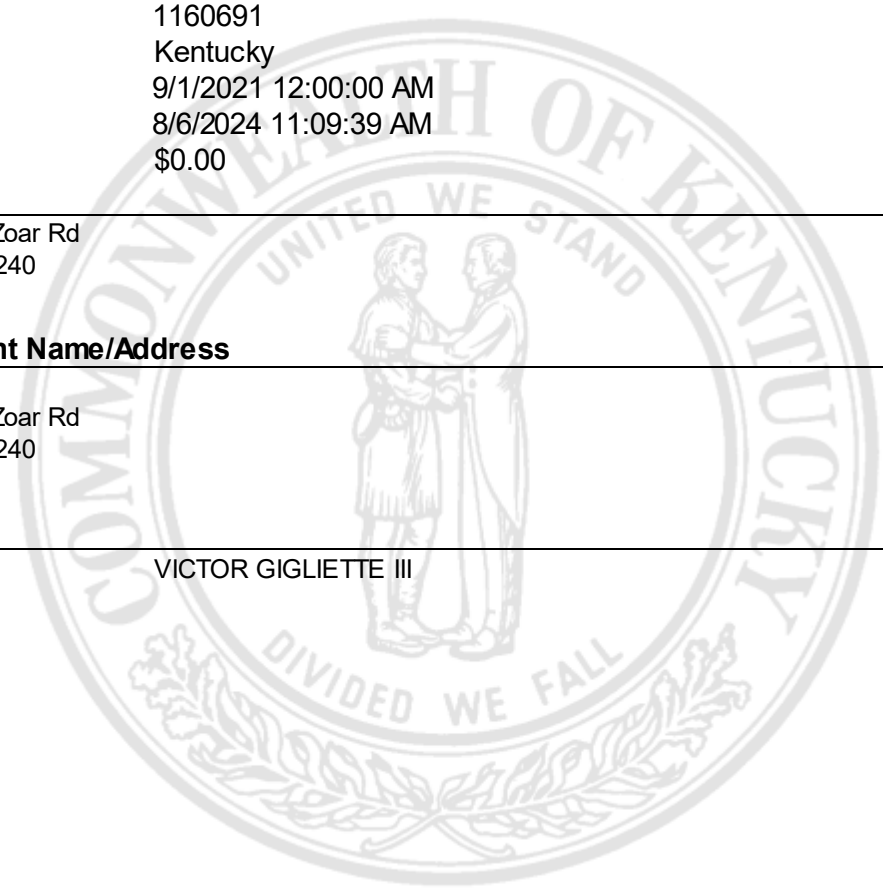 1160691
Kentucky
9/1/2021 12:00:00 AM
8/6/2024 11:09:39 AM
$0.00
Zoar Rd
240
nt Name/Address
Zoar Rd
240
VICTOR GIGLIETTE III
COMMONWEALTH OF KENTUCKY
UNITED WE STAND
DIVIDED WE FALL